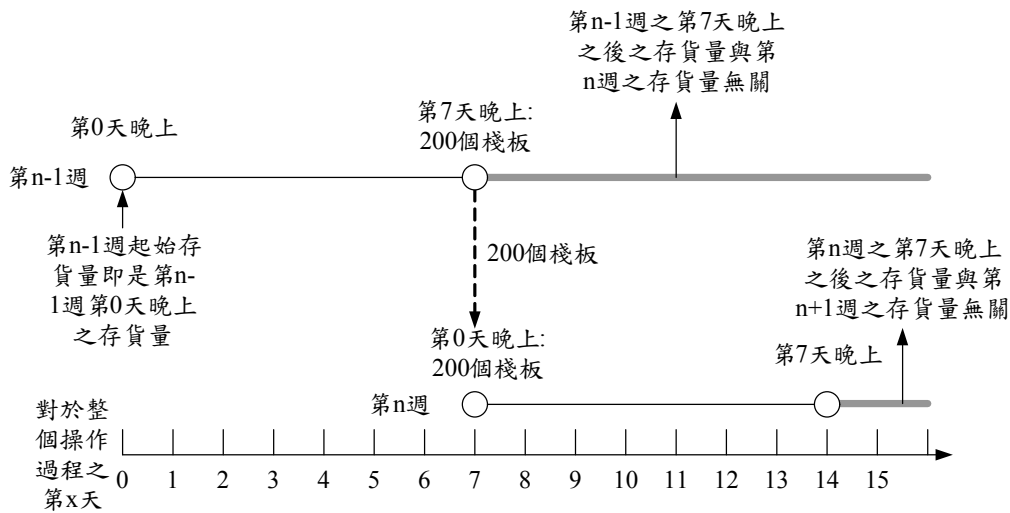 第n-1週之第7天晚上
之後之存貨量與第
n週之存貨量無關
第0天晚上
第7天晚上:
200個棧板
第n-1週
第n-1週起始存
貨量即是第n-
1週第0天晚上
之存貨量
200個棧板
第n週之第7天晚上
之後之存貨量與第
n+1週之存貨量無關
第0天晚上:
200個棧板
第7天晚上
第n週
對於整
個操作
過程之
第x天
0 1 2 3 4 5 6 7 8 9 10 11 12 13 14 15